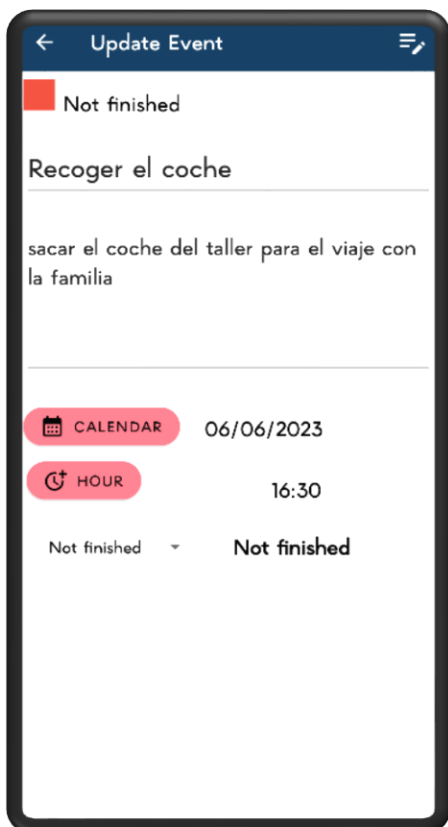 Update Event
Not finished
Recoger el coche
sacar el coche del taller para el viaje con
la familia
CALENDAR 06/06/2023
HOUR 16:30
Not finished Not finished